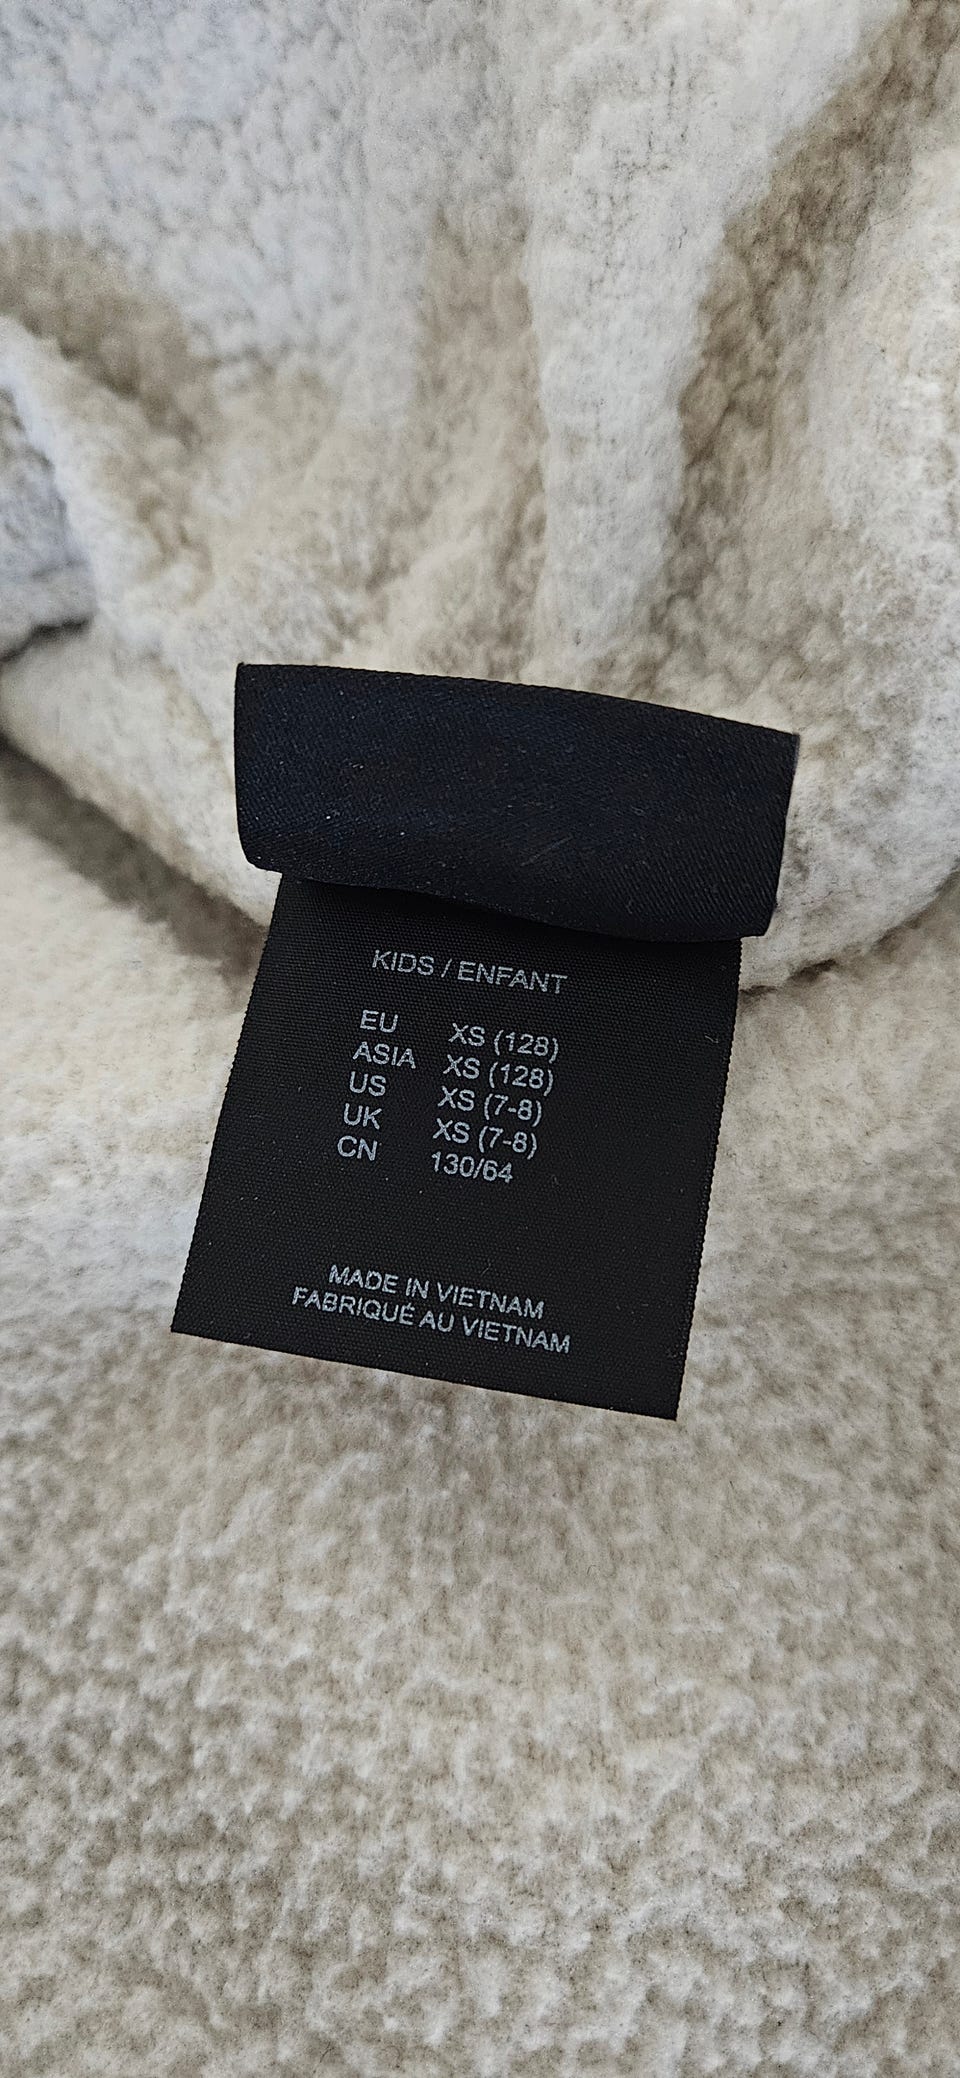 KIDS / ENFANT
EU XS (128)
ASIA XS (128)
US XS (7-8)
UK XS (7-8)
CN 130/64
MADE IN VIETNAM
FABRIQUÉ AU VIETNAM